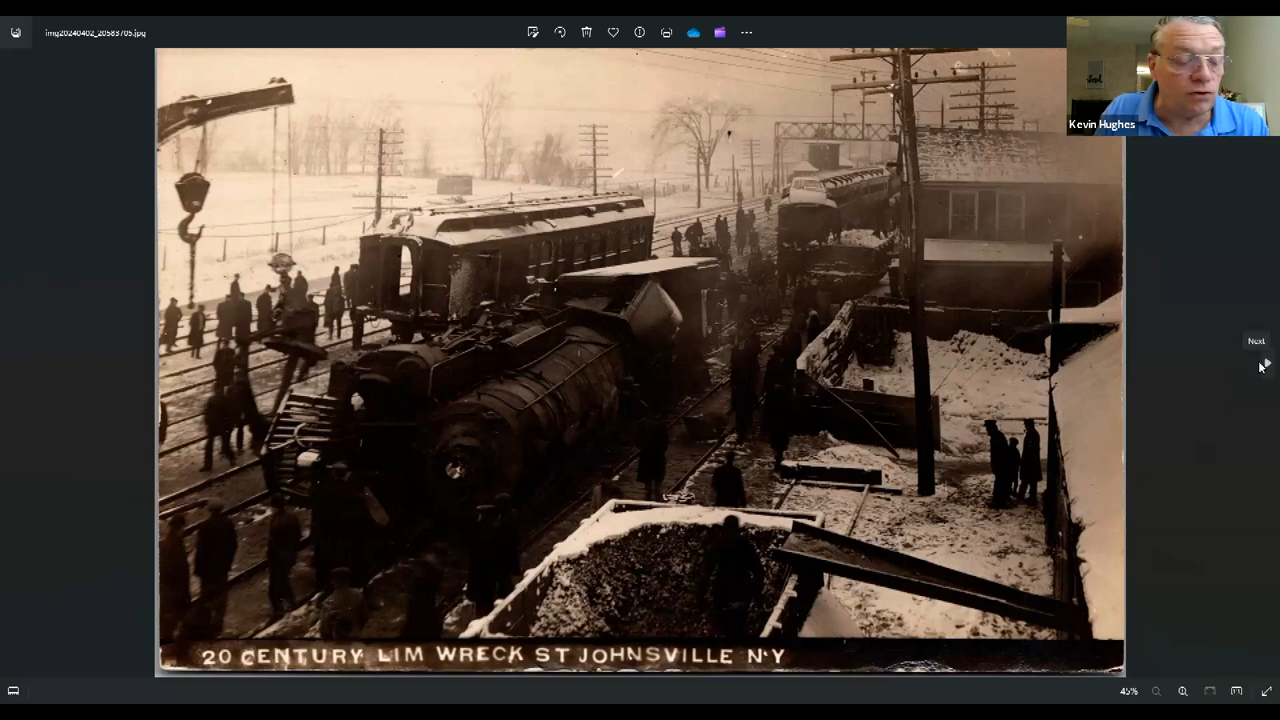 img20240402_20583705.jpg
Kevin Hughes
Next
20 CENTURY LIM WRECK ST JOHNSVILLE N·Y
45%